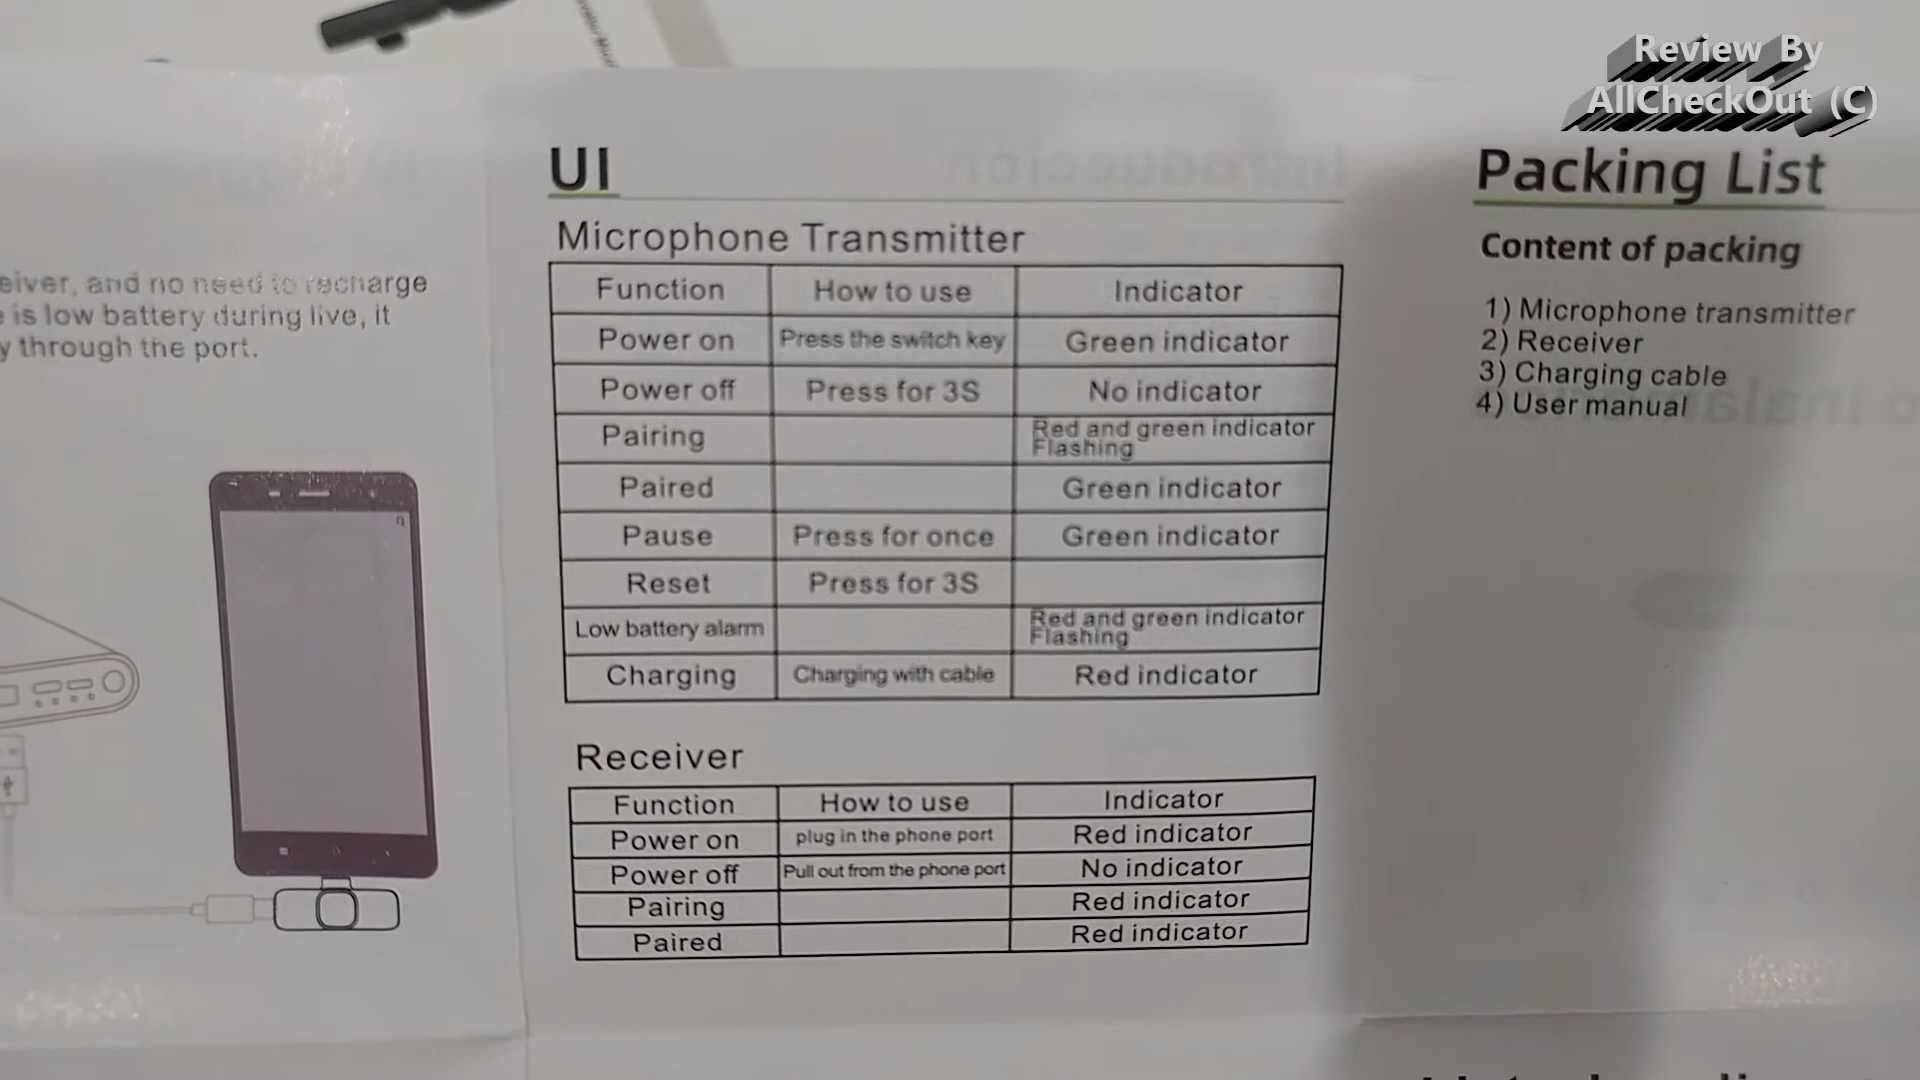 Review By
AllCheckOut (C)
eiver, and no need to recharge
is low battery during live, it
y through the port.
UI
Microphone Transmitter
Function How to use Indicator
Power on Press the switch key Green indicator
Power off Press for 3S No indicator
Pairing Red and green indicator
Flashing
Paired Green indicator
Pause Press for once Green indicator
Reset Press for 3S
Low battery alarm Red and green indicator
Flashing
Charging Charging with cable Red indicator
Receiver
Function How to use Indicator
Power on plug in the phone port Red indicator
Power off Pull out from the phone port No indicator
Pairing Red indicator
Paired Red indicator
Packing List
Content of packing
1) Microphone transmitter
2) Receiver
3) Charging cable
4) User manual